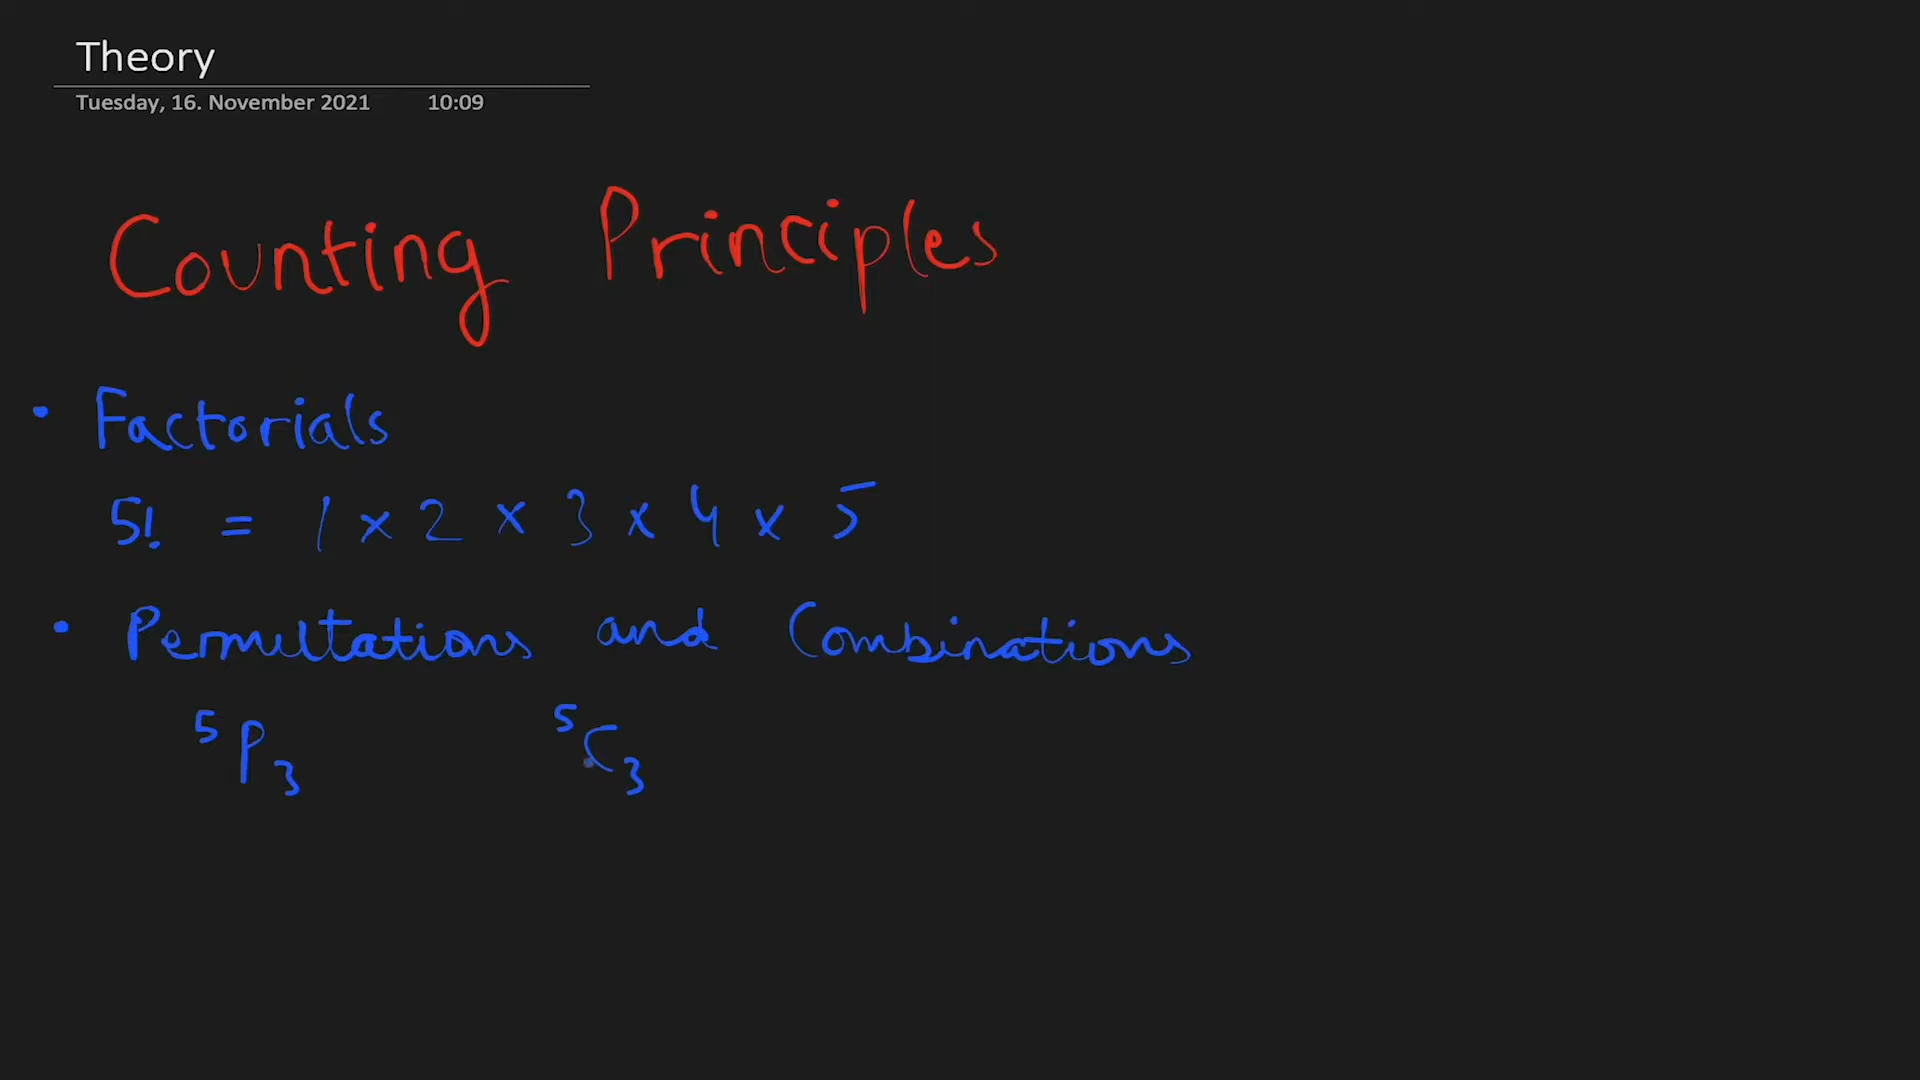 Theory
Tuesday, 16. November 2021 10:09
Counting Principles
• Factorials
5! = 1 x 2 x 3 x 4 x 5
• Permultations and Combinations
⁵P₃ ⁵C₃